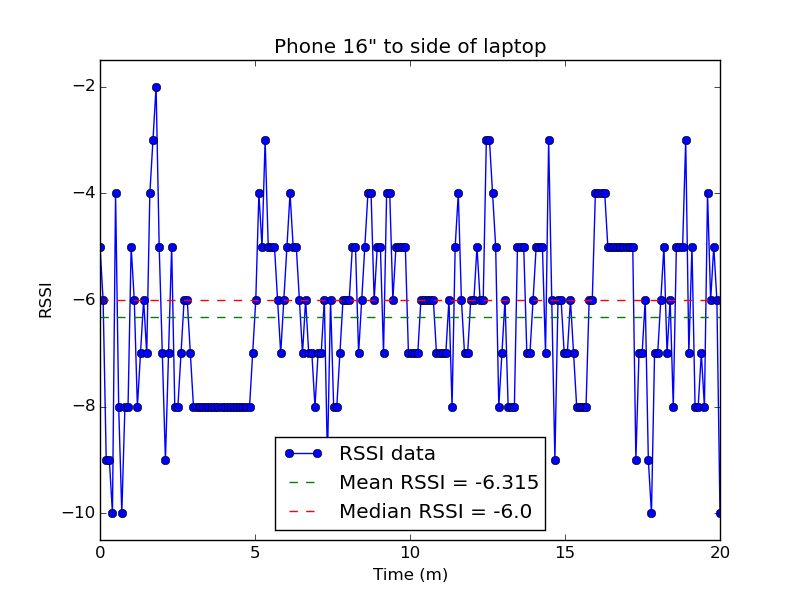 Phone 16" to side of laptop
RSSI
−2
−4
−6
−8
−10
RSSI data
Mean RSSI = -6.315
Median RSSI = -6.0
0 5 10 15 20
Time (m)